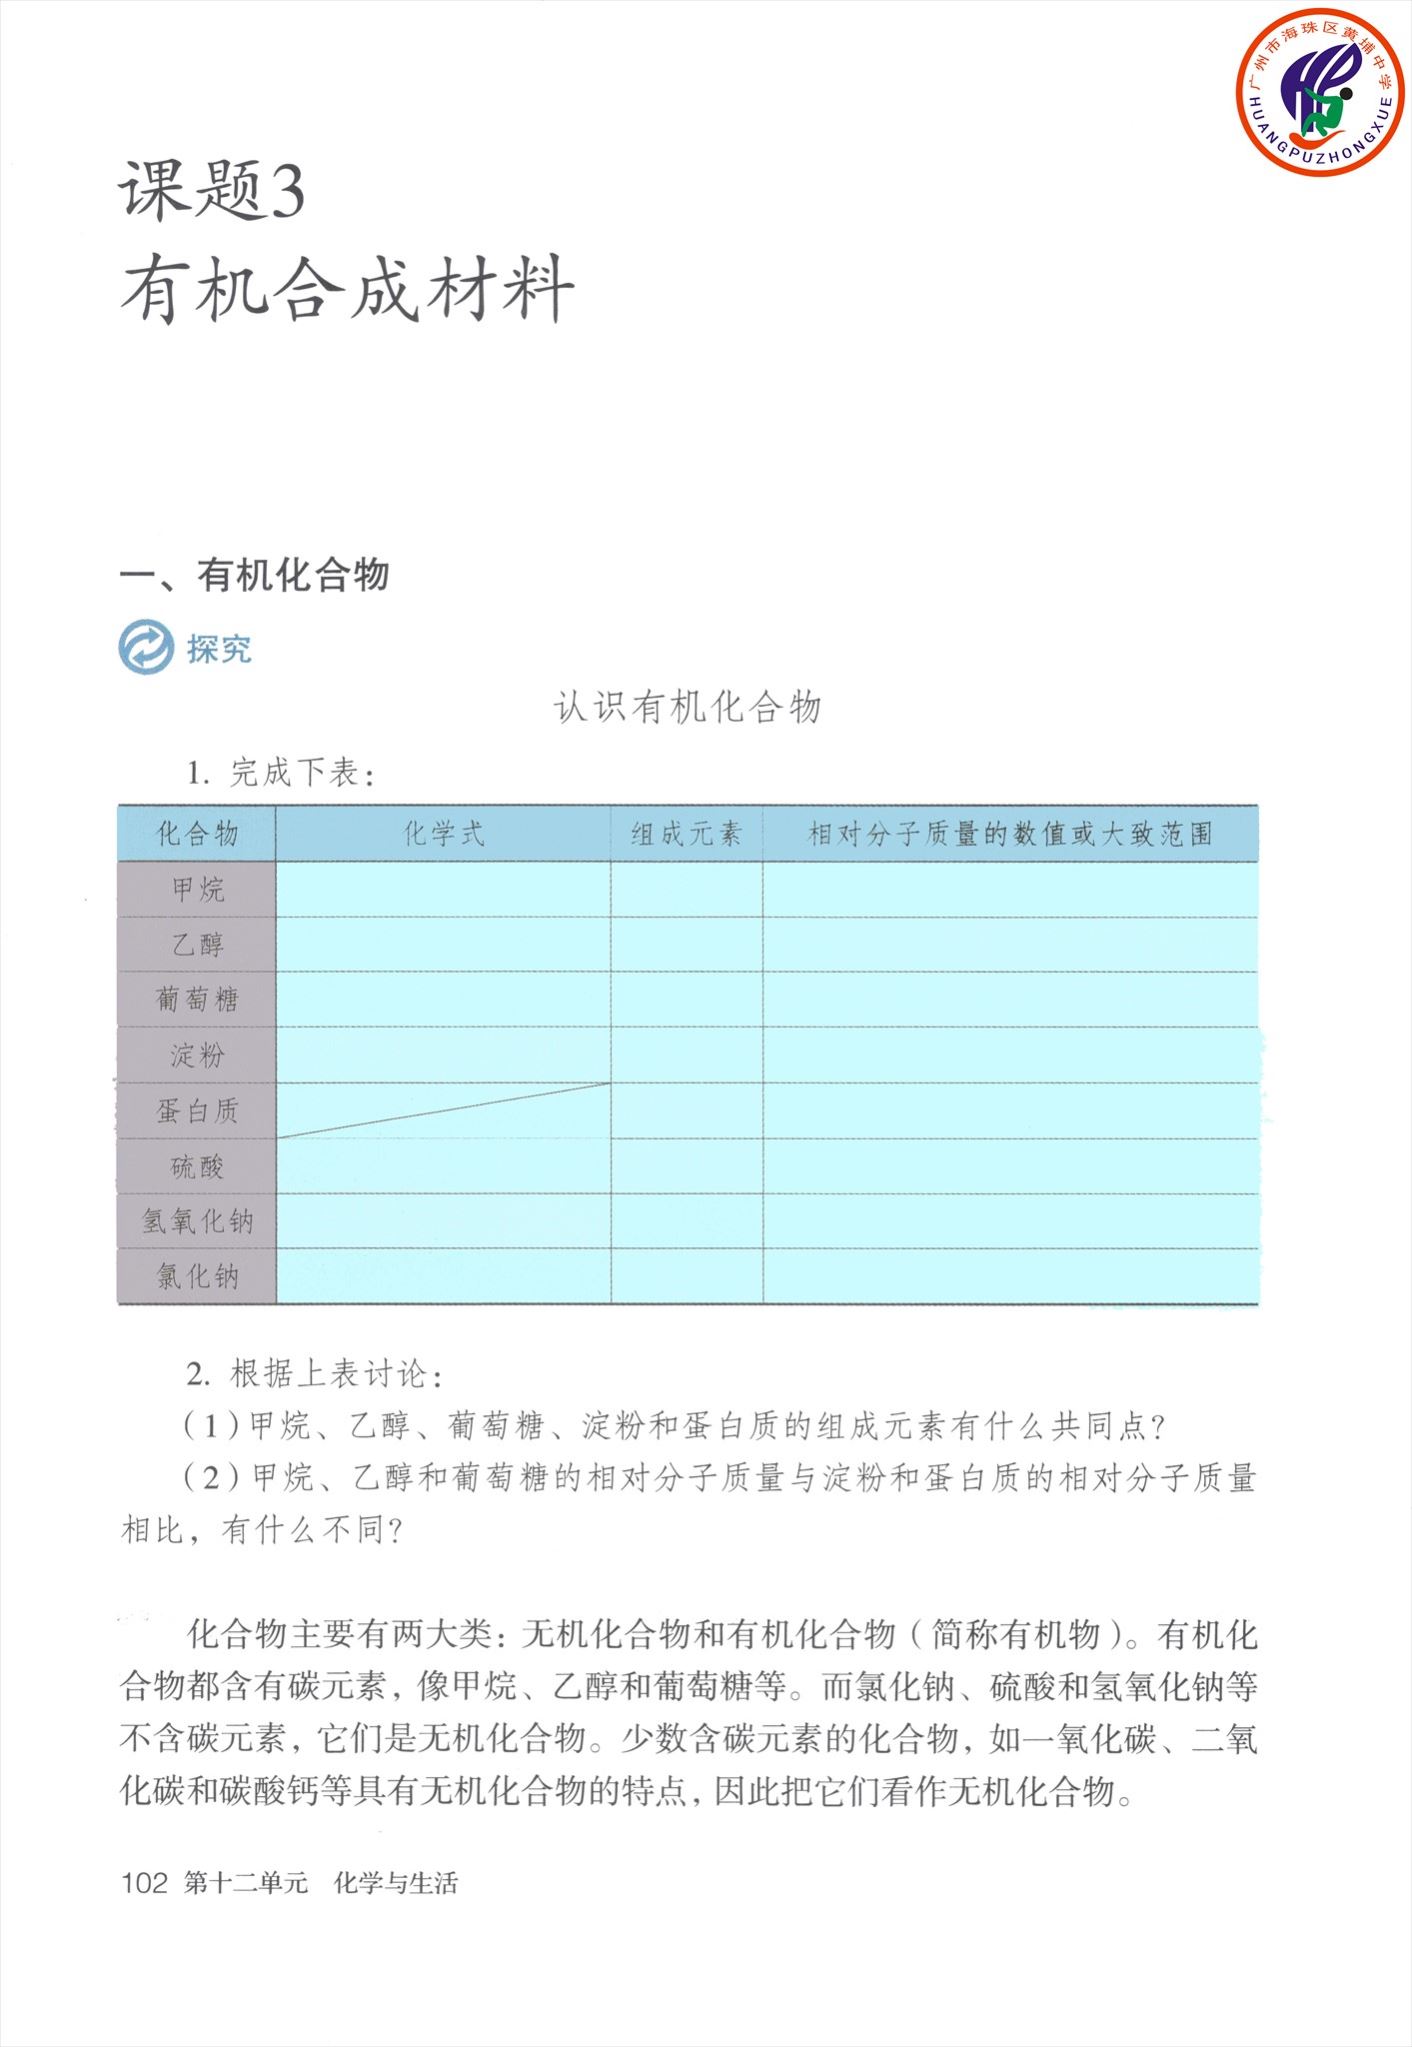 广州市海珠区黄埔中学
HUANGPUZHONGXUE
课题3
有机合成材料
一、有机化合物
探究
认识有机化合物
1. 完成下表：
化合物 化学式 组成元素 相对分子质量的数值或大致范围
甲烷
乙醇
葡萄糖
淀粉
蛋白质
硫酸
氢氧化钠
氯化钠
2. 根据上表讨论：
（1）甲烷、乙醇、葡萄糖、淀粉和蛋白质的组成元素有什么共同点？
（2）甲烷、乙醇和葡萄糖的相对分子质量与淀粉和蛋白质的相对分子质量
相比，有什么不同？
化合物主要有两大类：无机化合物和有机化合物（简称有机物）。有机化
合物都含有碳元素，像甲烷、乙醇和葡萄糖等。而氯化钠、硫酸和氢氧化钠等
不含碳元素，它们是无机化合物。少数含碳元素的化合物，如一氧化碳、二氧
化碳和碳酸钙等具有无机化合物的特点，因此把它们看作无机化合物。
102 第十二单元 化学与生活